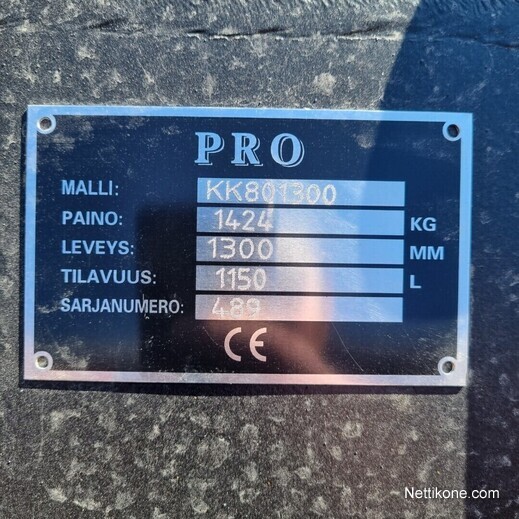 PRO
MALLI: KK801300
PAINO: 1424 KG
LEVEYS: 1300 MM
TILAVUUS: 1150 L
SARJANUMERO: 489
CE
Nettikone.com